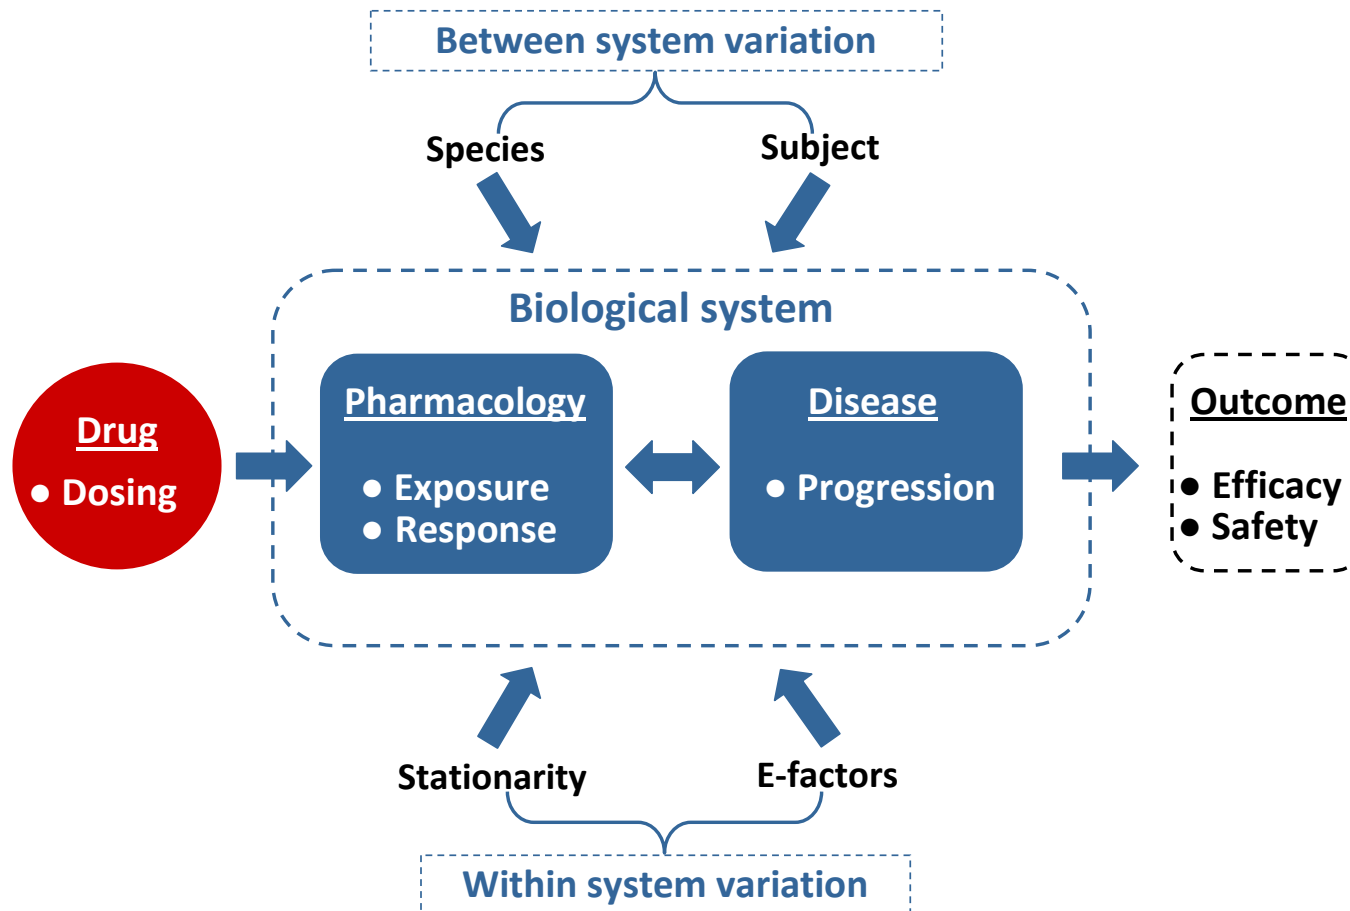 Between system variation
Species
Subject
Biological system
Drug
● Dosing
Pharmacology
● Exposure
● Response
Disease
● Progression
Outcome
● Efficacy
● Safety
Stationarity
E-factors
Within system variation